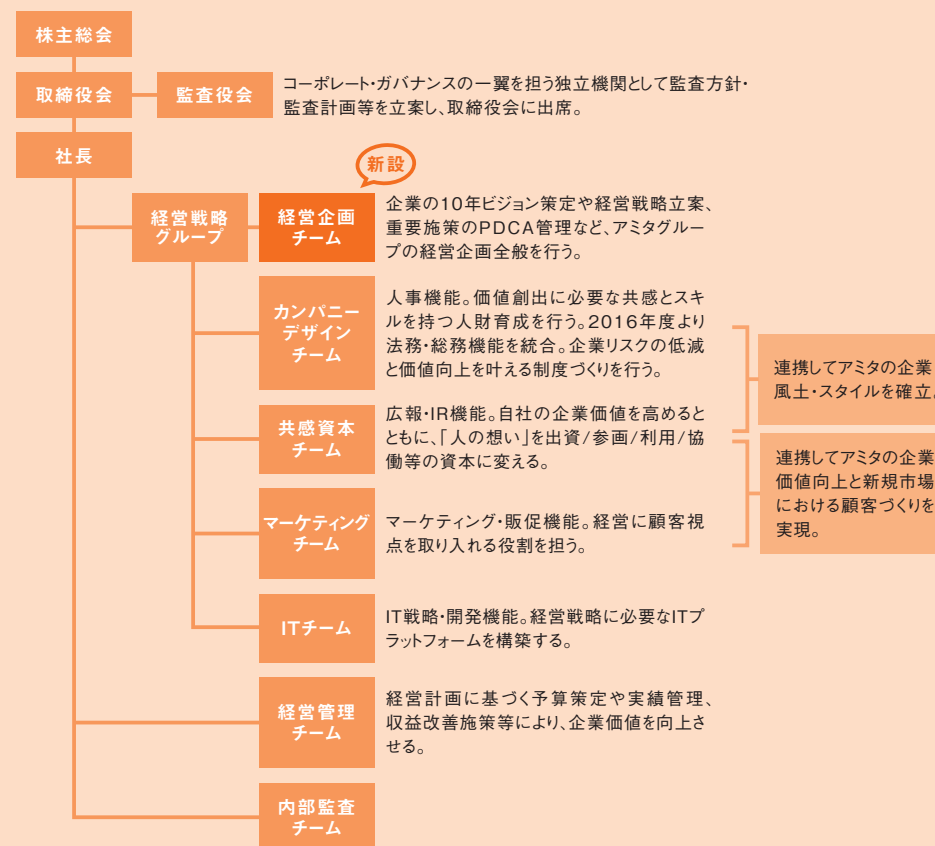 株主総会
取締役会
監査役会
コーポレート・ガバナンスの一翼を担う独立機関として監査方針・
監査計画等を立案し、取締役会に出席。
社長
新設
経営戦略
グループ
経営企画
チーム
企業の10年ビジョン策定や経営戦略立案、
重要施策のPDCA管理など、アミタグルー
プの経営企画全般を行う。
カンパニー
デザイン
チーム
人事機能。価値創出に必要な共感とスキ
ルを持つ人財育成を行う。2016年度より
法務・総務機能を統合。企業リスクの低減
と価値向上を叶える制度づくりを行う。
連携してアミタの企業
風土・スタイルを確立。
共感資本
チーム
広報・IR機能。自社の企業価値を高めると
ともに、「人の想い」を出資/参画/利用/協
働等の資本に変える。
連携してアミタの企業
価値向上と新規市場
における顧客づくりを
実現。
マーケティング
チーム
マーケティング・販促機能。経営に顧客視
点を取り入れる役割を担う。
ITチーム
IT戦略・開発機能。経営戦略に必要なITプ
ラットフォームを構築する。
経営管理
チーム
経営計画に基づく予算策定や実績管理、
収益改善施策等により、企業価値を向上さ
せる。
内部監査
チーム